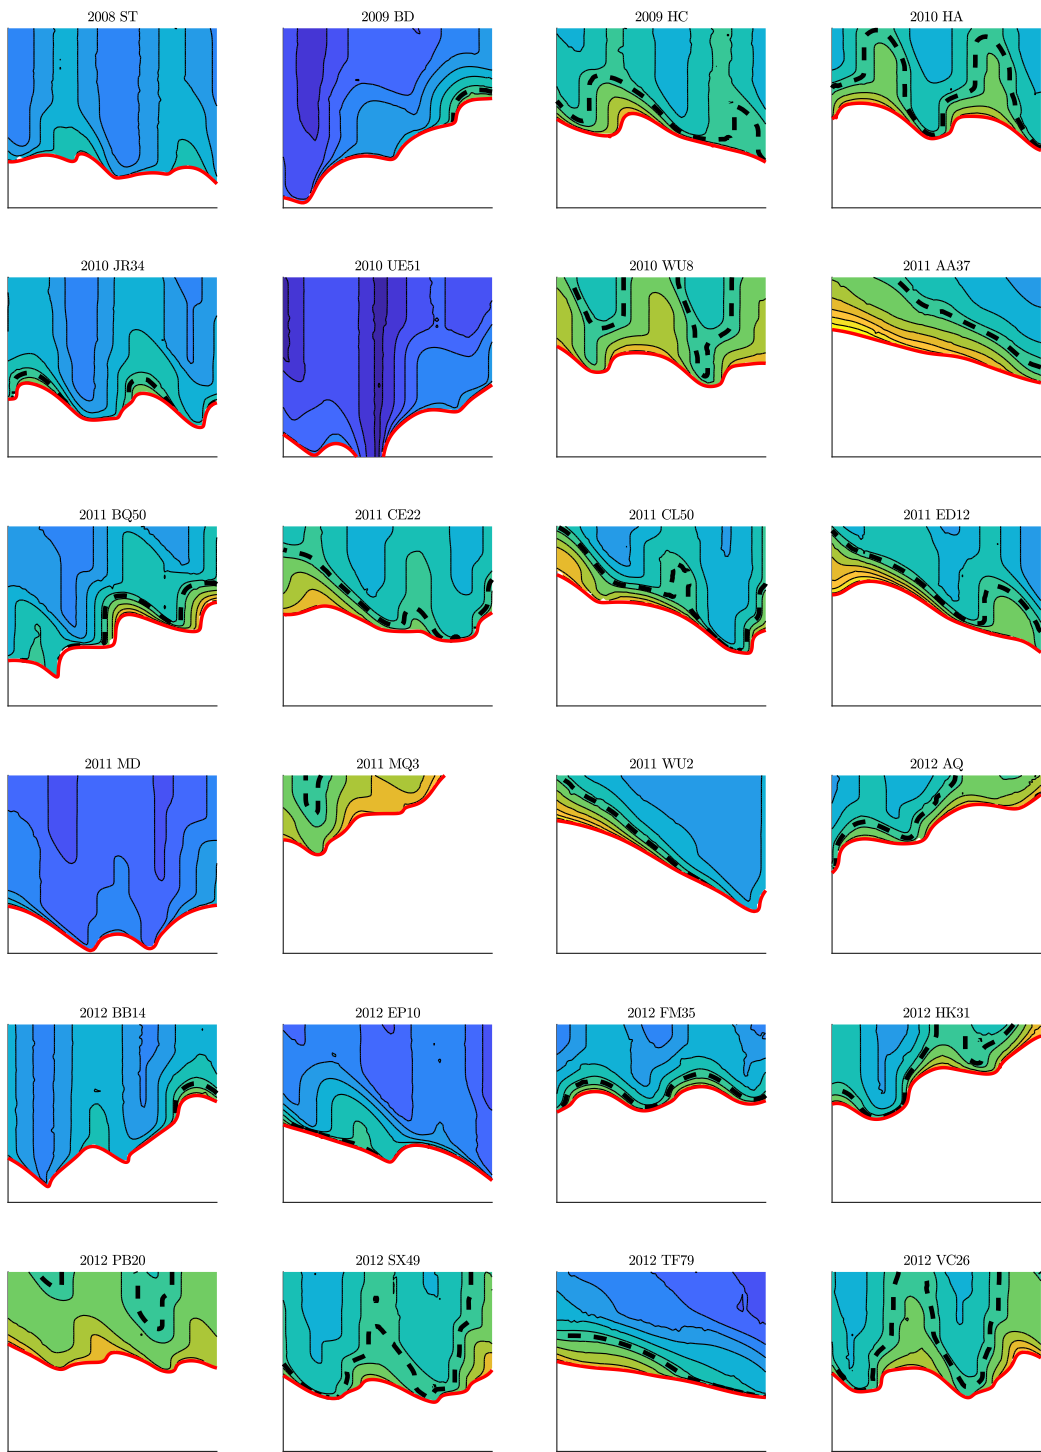 2008 ST
2009 BD
2009 HC
2010 HA
2010 JR34
2010 UE51
2010 WU8
2011 AA37
2011 BQ50
2011 CE22
2011 CL50
2011 ED12
2011 MD
2011 MQ3
2011 WU2
2012 AQ
2012 BB14
2012 EP10
2012 FM35
2012 HK31
2012 PB20
2012 SX49
2012 TF79
2012 VC26